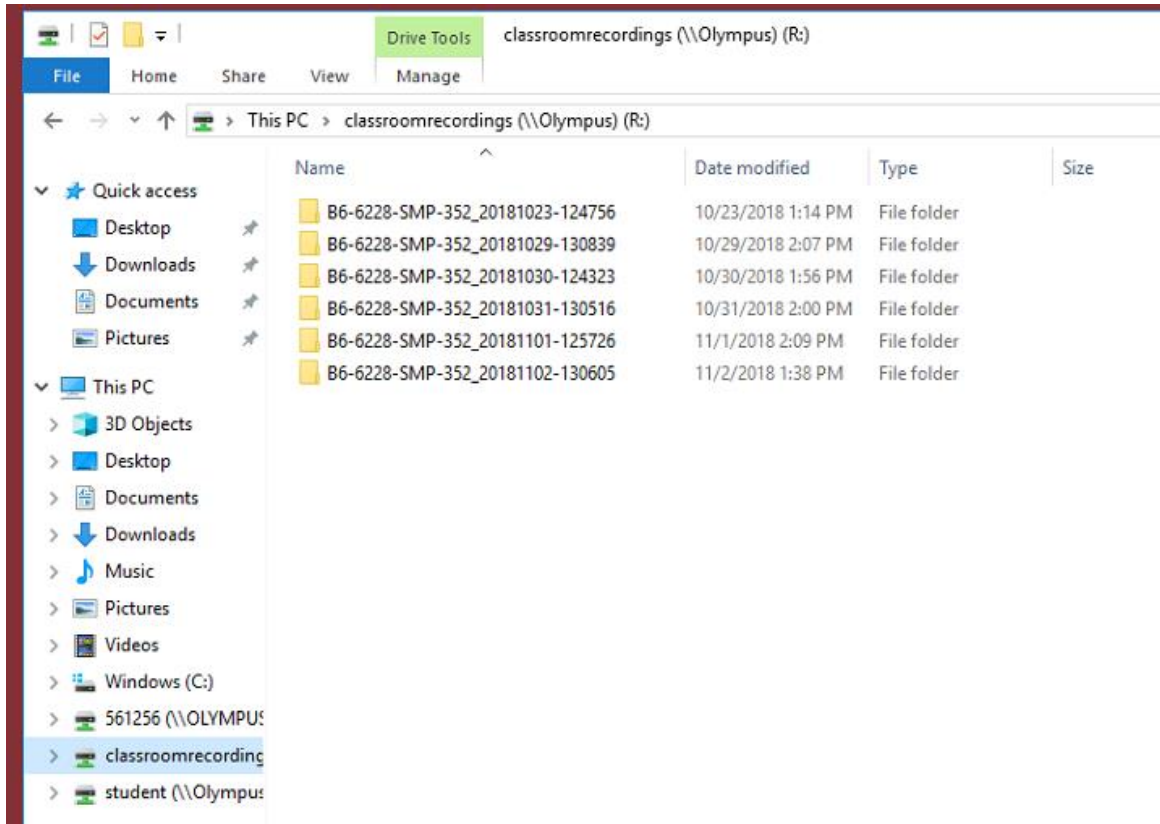 Drive Tools classroomrecordings (\\Olympus) (R:)
File Home Share View Manage
This PC > classroomrecordings (\\Olympus) (R:)
Name Date modified Type Size
Quick access
Desktop
Downloads
Documents
Pictures
This PC
3D Objects
Desktop
Documents
Downloads
Music
Pictures
Videos
Windows (C:)
561256 (\\OLYMPUS
classroomrecording
student (\\Olympus
B6-6228-SMP-352_20181023-124756 10/23/2018 1:14 PM File folder
B6-6228-SMP-352_20181029-130839 10/29/2018 2:07 PM File folder
B6-6228-SMP-352_20181030-124323 10/30/2018 1:56 PM File folder
B6-6228-SMP-352_20181031-130516 10/31/2018 2:00 PM File folder
B6-6228-SMP-352_20181101-125726 11/1/2018 2:09 PM File folder
B6-6228-SMP-352_20181102-130605 11/2/2018 1:38 PM File folder